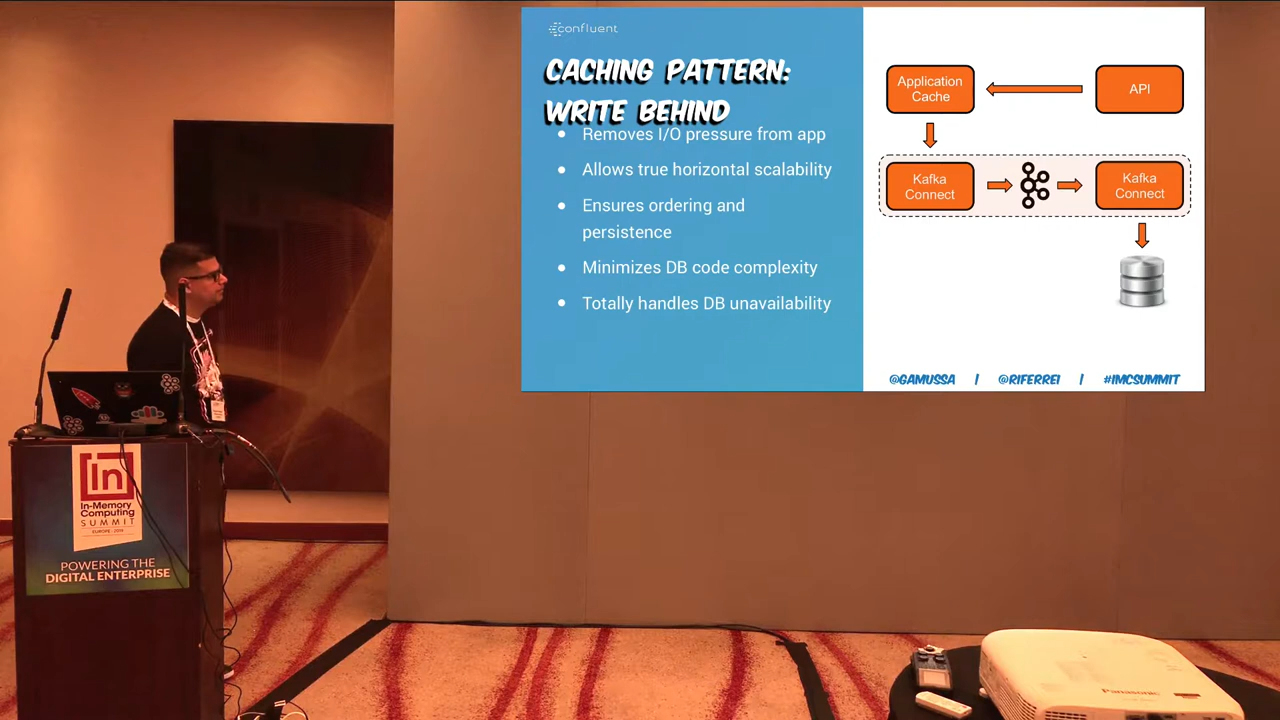 confluent
CACHING PATTERN:
WRITE BEHIND
• Removes I/O pressure from app
• Allows true horizontal scalability
• Ensures ordering and
persistence
• Minimizes DB code complexity
• Totally handles DB unavailability
Application
Cache
API
Kafka
Connect
Kafka
Connect
@GAMUSSA | @RIFERREI | #IMCSUMMIT
In
In-Memory
Computing
SUMMIT
POWERING THE
DIGITAL ENTERPRISE
Panasonic